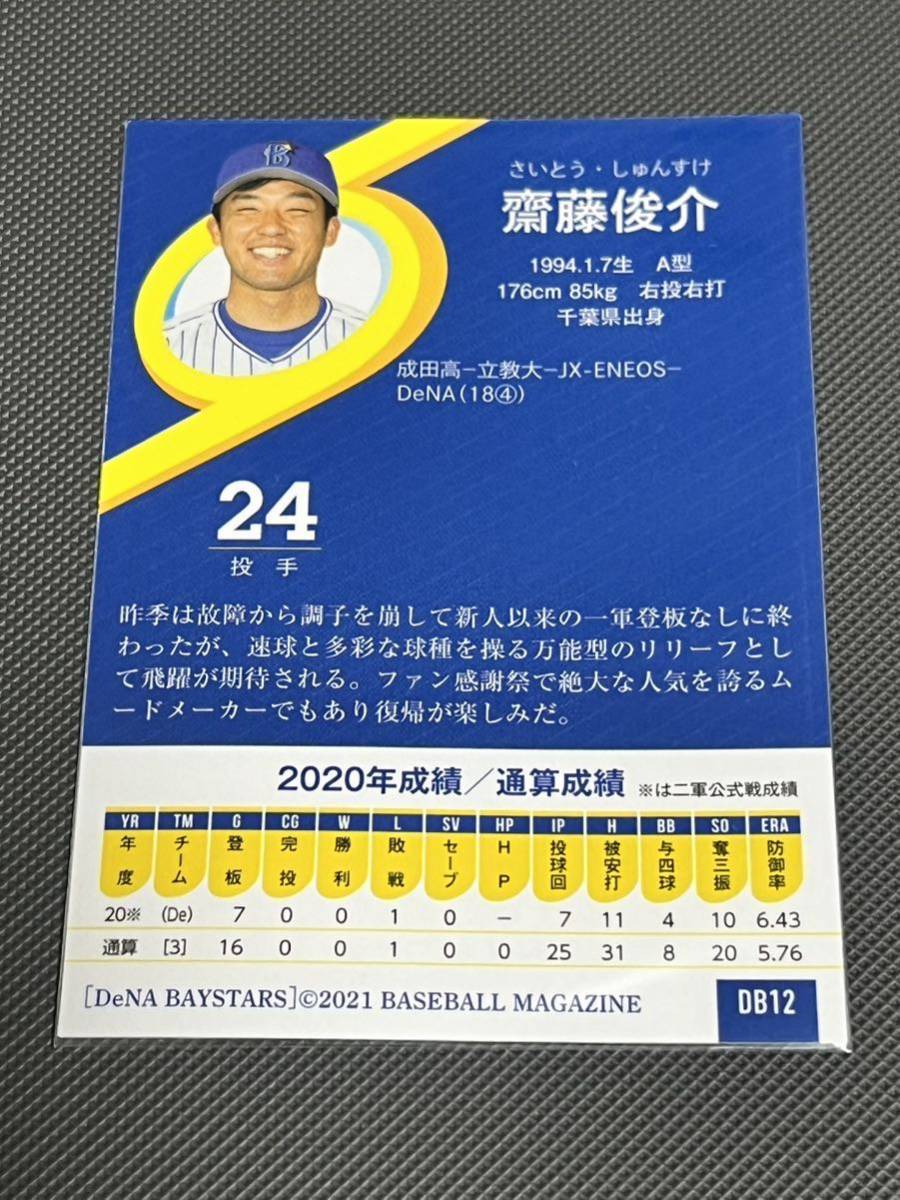 B
さいとう・しゅんすけ
齋藤俊介
1994.1.7生 A型
176cm 85kg 右投右打
千葉県出身
成田高－立教大－JX-ENEOS－
DeNA(18④)
24
投手
昨季は故障から調子を崩して新人以来の一軍登板なしに終
わったが、速球と多彩な球種を操る万能型のリリーフとし
て飛躍が期待される。ファン感謝祭で絶大な人気を誇るム
ードメーカーでもあり復帰が楽しみだ。
2020年成績／通算成績 ※は二軍公式戦成績
YR TM G CG W L SV HP IP H BB SO ERA
年度 チーム 登板 完投 勝利 敗戦 セーブ HP 投球回 被安打 与四球 奪三振 防御率
20※ (De) 7 0 0 1 0 － 7 11 4 10 6.43
通算 [3] 16 0 0 1 0 0 25 31 8 20 5.76
[DeNA BAYSTARS]©2021 BASEBALL MAGAZINE
DB12